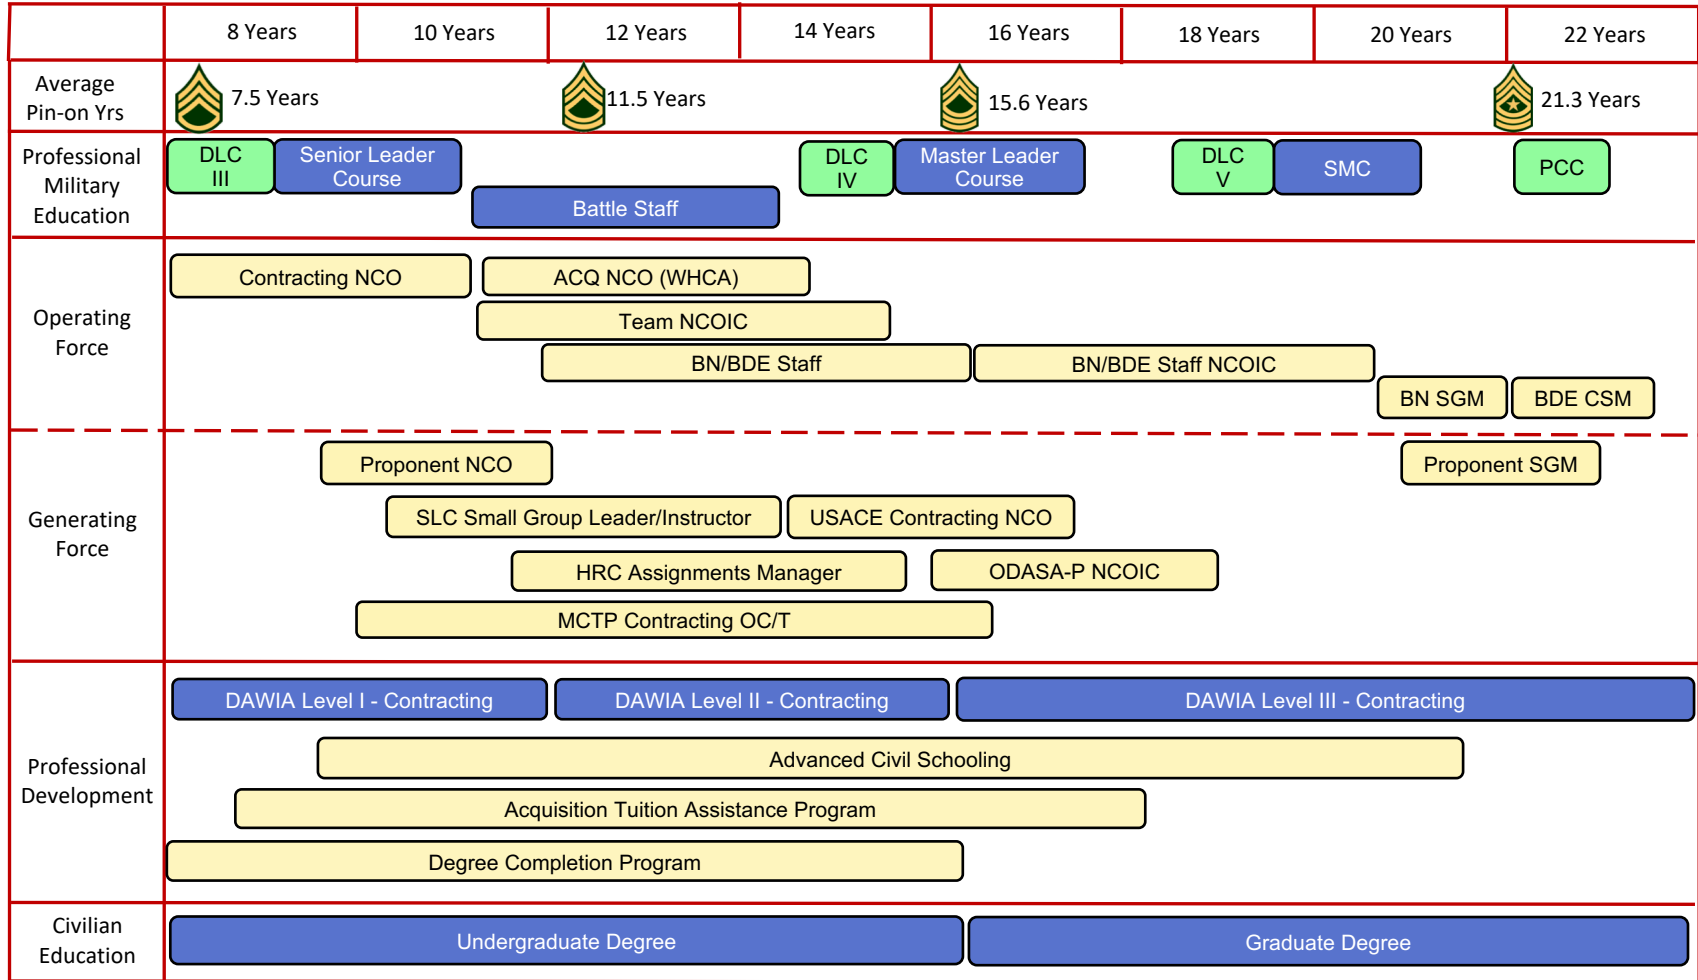 8 Years
10 Years
12 Years
14 Years
16 Years
18 Years
20 Years
22 Years
Average
Pin-on Yrs
7.5 Years
11.5 Years
15.6 Years
21.3 Years
Professional
Military
Education
DLC
III
Senior Leader
Course
Battle Staff
DLC
IV
Master Leader
Course
DLC
V
SMC
PCC
Operating
Force
Contracting NCO
ACQ NCO (WHCA)
Team NCOIC
BN/BDE Staff
BN/BDE Staff NCOIC
BN SGM
BDE CSM
Generating
Force
Proponent NCO
Proponent SGM
SLC Small Group Leader/Instructor
USACE Contracting NCO
HRC Assignments Manager
ODASA-P NCOIC
MCTP Contracting OC/T
Professional
Development
DAWIA Level I - Contracting
DAWIA Level II - Contracting
DAWIA Level III - Contracting
Advanced Civil Schooling
Acquisition Tuition Assistance Program
Degree Completion Program
Civilian
Education
Undergraduate Degree
Graduate Degree